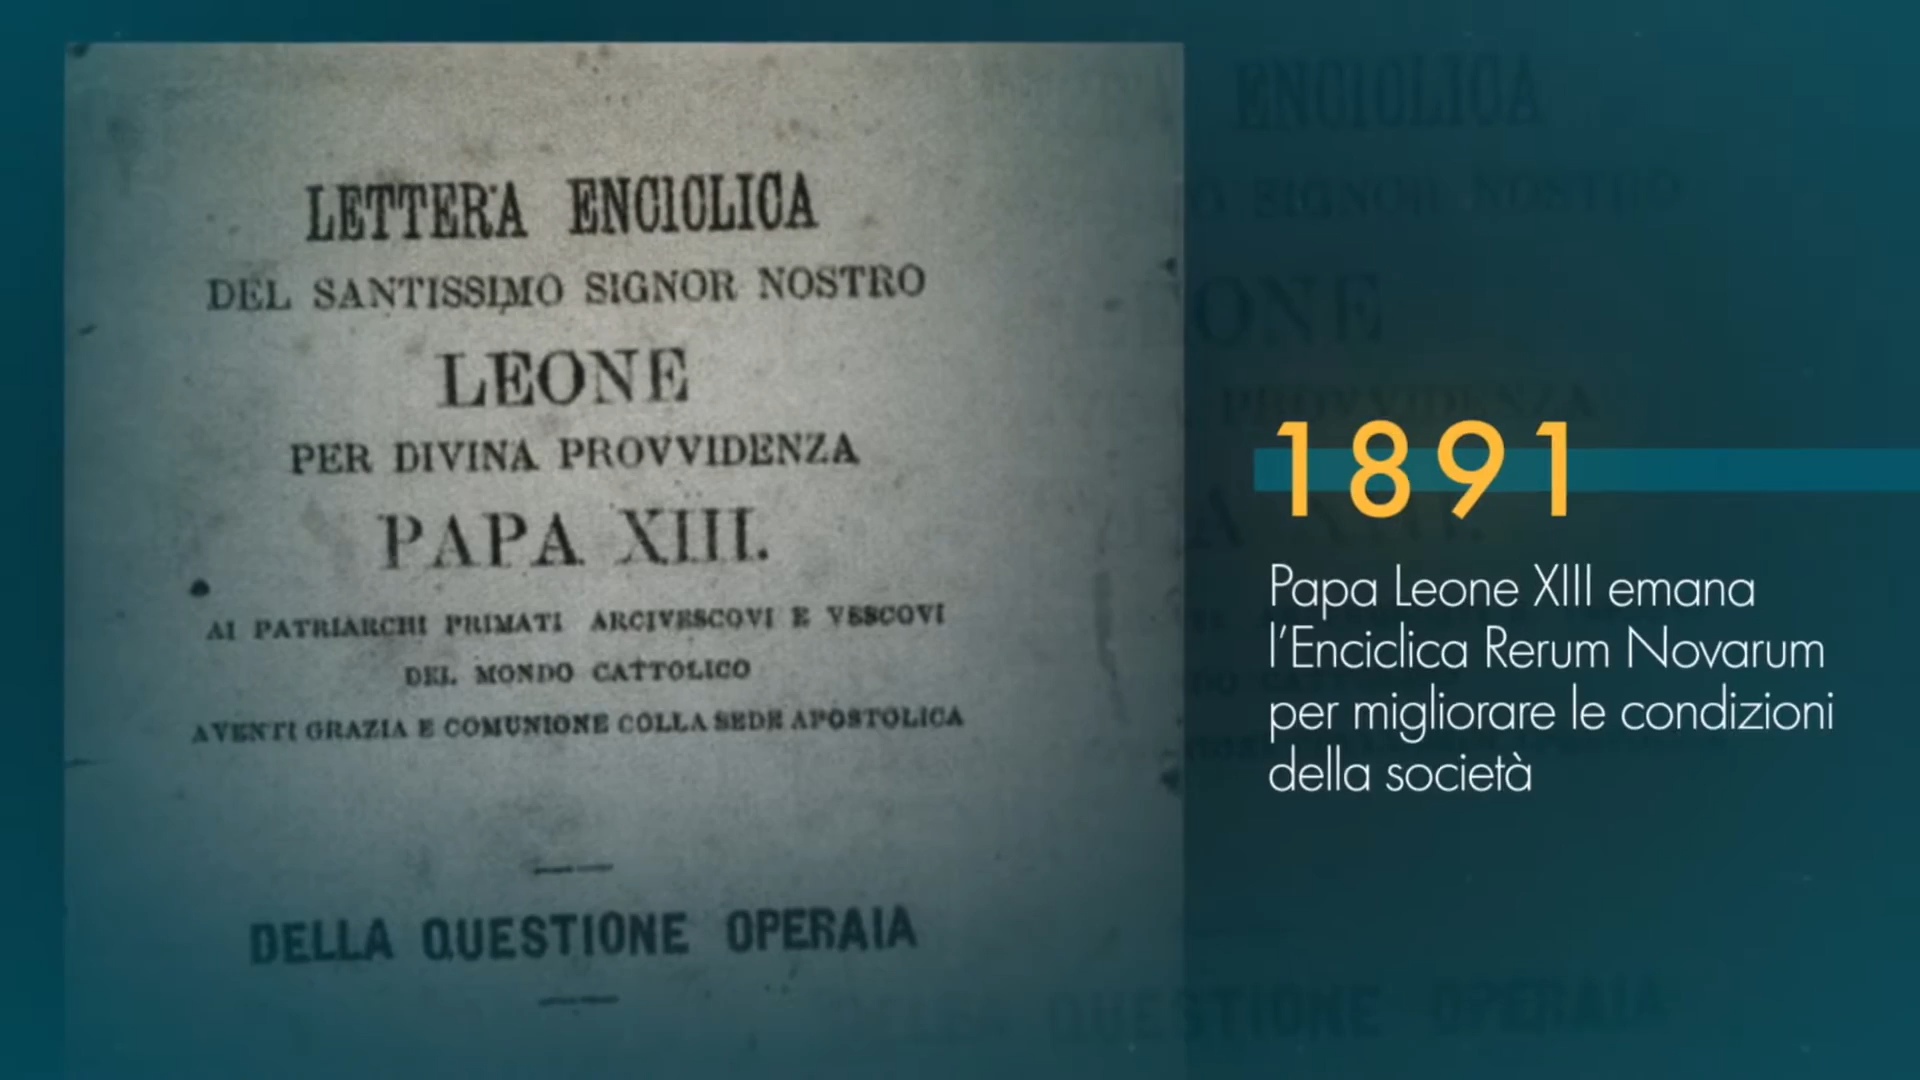 LETTERA ENCICLICA
DEL SANTISSIMO SIGNOR NOSTRO
LEONE
PER DIVINA PROVVIDENZA
PAPA XIII.
AI PATRIARCHI PRIMATI ARCIVESCOVI E VESCOVI
DEL MONDO CATTOLICO
AVENTI GRAZIA E COMUNIONE COLLA SEDE APOSTOLICA
DELLA QUESTIONE OPERAIA
1891
Papa Leone XIII emana
l'Enciclica Rerum Novarum
per migliorare le condizioni
della società